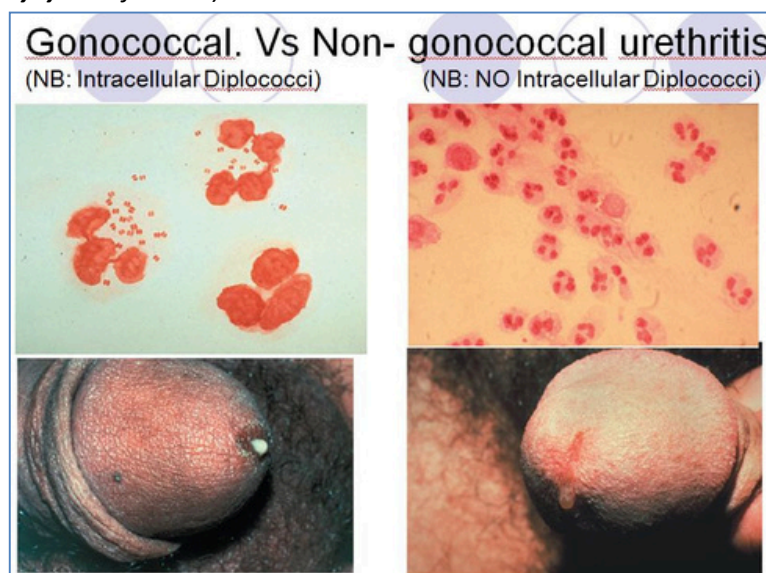 Gonococcal. Vs Non- gonococcal urethritis
(NB: Intracellular Diplococci)
(NB: NO Intracellular Diplococci)